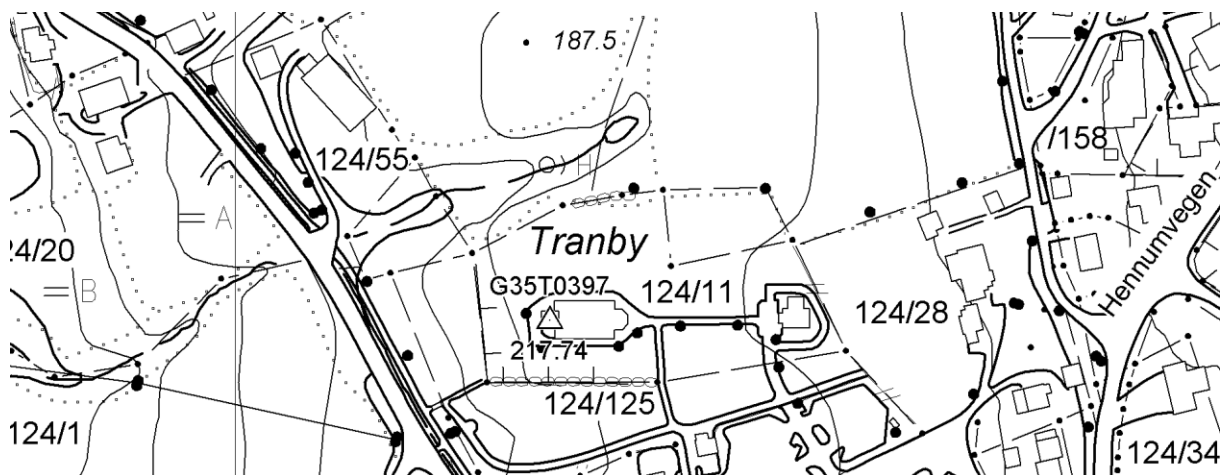 187.5
/158
124/55
= A
O) H
24/20
Tranby
= B
G35T0397
124/11
Hennumvegen
124/28
217.74
124/125
124/1
124/34